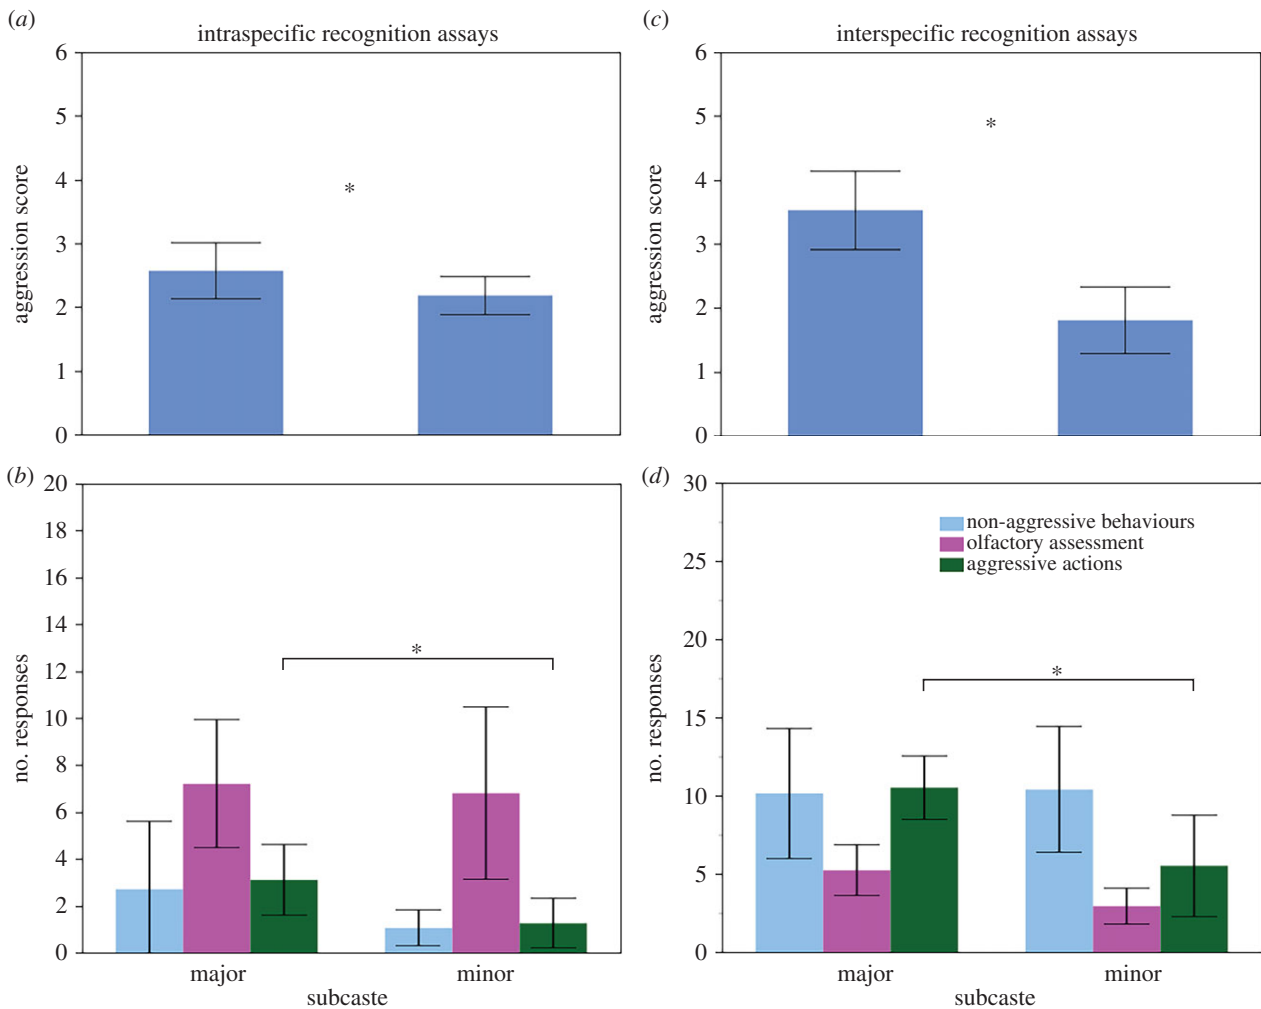 (a)
intraspecific recognition assays
6
5
4
3
2
1
0
aggression score
*
(c)
interspecific recognition assays
6
5
4
3
2
1
0
aggression score
*
(b)
20
18
16
14
12
10
8
6
4
2
0
no. responses
*
major
minor
subcaste
(d)
30
25
20
15
10
5
0
no. responses
non-aggressive behaviours
olfactory assessment
aggressive actions
*
major
minor
subcaste